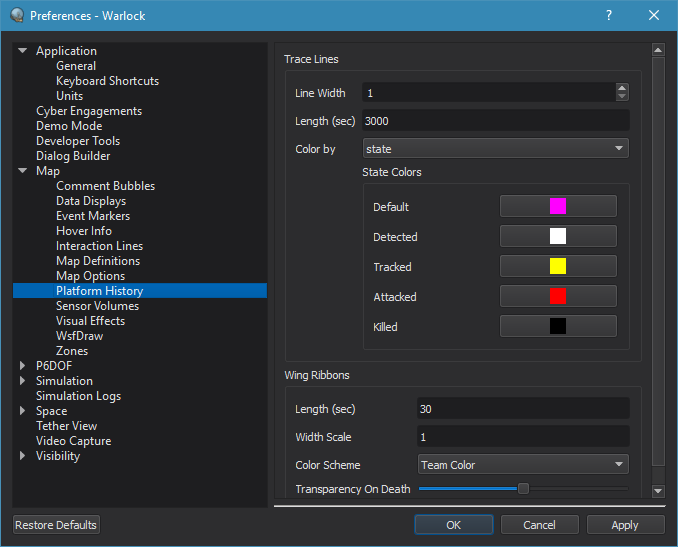 Preferences - Warlock
?
Application
General
Keyboard Shortcuts
Units
Cyber Engagements
Demo Mode
Developer Tools
Dialog Builder
Map
Comment Bubbles
Data Displays
Event Markers
Hover Info
Interaction Lines
Map Definitions
Map Options
Platform History
Sensor Volumes
Visual Effects
WsfDraw
Zones
P6DOF
Simulation
Simulation Logs
Space
Tether View
Video Capture
Visibility
Trace Lines
Line Width 1
Length (sec) 3000
Color by state
State Colors
Default
Detected
Tracked
Attacked
Killed
Wing Ribbons
Length (sec) 30
Width Scale 1
Color Scheme Team Color
Transparency On Death
Restore Defaults OK Cancel Apply